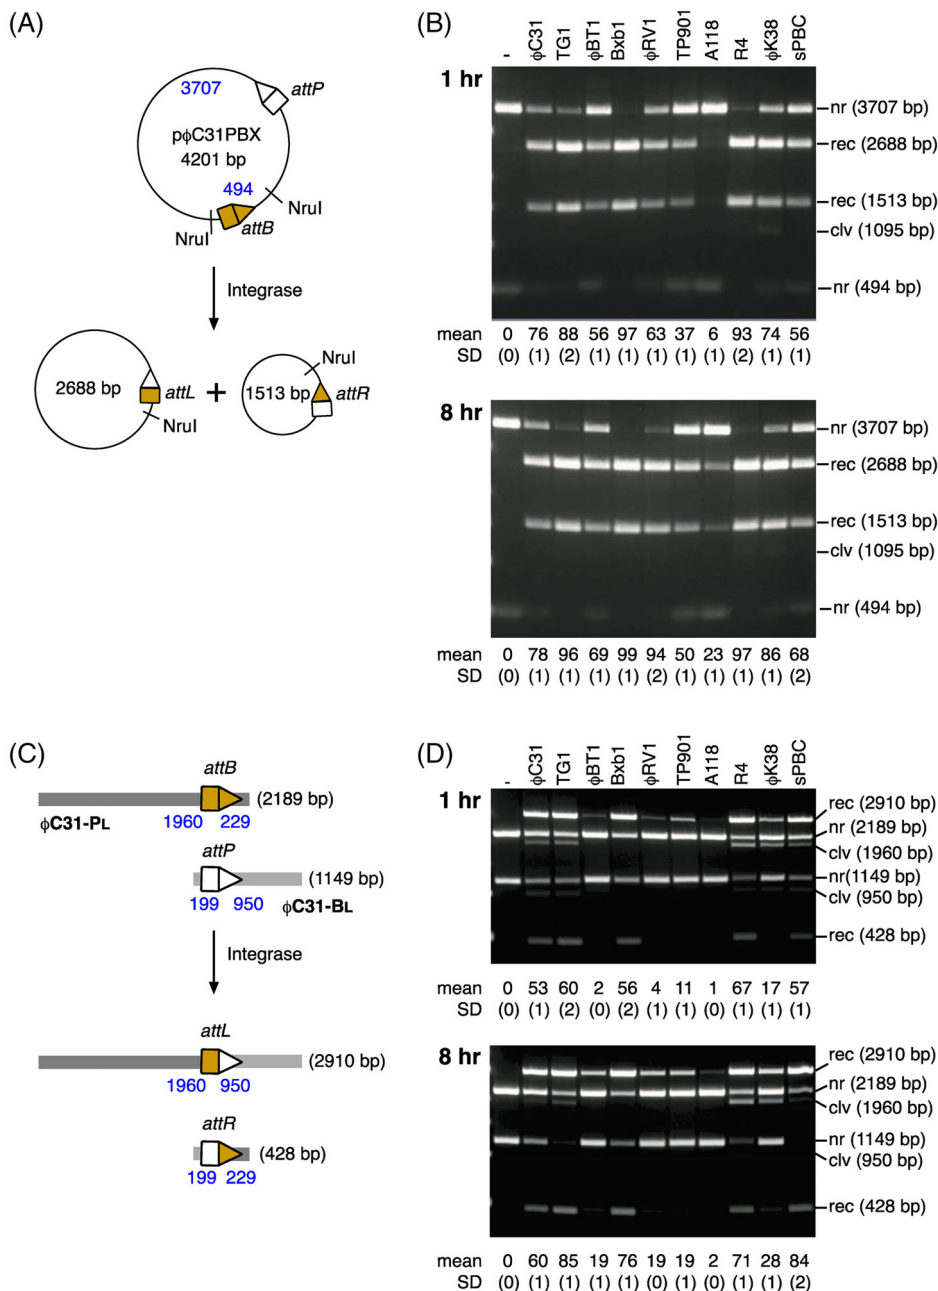 (A)
3707
attP
pϕC31PBX
4201 bp
494
NruI
attB
NruI
Integrase
2688 bp
attL
NruI
+
NruI
1513 bp
attR
(B)
- ϕC31 TG1 ϕBT1 Bxb1 ϕRV1 TP901 A118 R4 ϕK38 sPBC
1 hr
nr (3707 bp)
rec (2688 bp)
rec (1513 bp)
clv (1095 bp)
nr (494 bp)
mean 0 76 88 56 97 63 37 6 93 74 56
SD (0) (1) (2) (1) (1) (1) (1) (1) (2) (1) (1)
8 hr
nr (3707 bp)
rec (2688 bp)
rec (1513 bp)
clv (1095 bp)
nr (494 bp)
mean 0 78 96 69 99 94 50 23 97 86 68
SD (0) (1) (1) (1) (1) (2) (1) (1) (1) (1) (2)
(C)
attB
(2189 bp)
ϕC31-PL
1960 229
attP
(1149 bp)
199 950
ϕC31-BL
Integrase
attL
(2910 bp)
1960 950
attR
(428 bp)
199 229
(D)
- ϕC31 TG1 ϕBT1 Bxb1 ϕRV1 TP901 A118 R4 ϕK38 sPBC
1 hr
rec (2910 bp)
nr (2189 bp)
clv (1960 bp)
nr(1149 bp)
clv (950 bp)
rec (428 bp)
mean 0 53 60 2 56 4 11 1 67 17 57
SD (0) (1) (2) (0) (2) (1) (1) (0) (1) (1) (1)
8 hr
rec (2910 bp)
nr (2189 bp)
clv (1960 bp)
nr (1149 bp)
clv (950 bp)
rec (428 bp)
mean 0 60 85 19 76 19 19 2 71 28 84
SD (0) (1) (1) (1) (1) (0) (1) (0) (1) (1) (2)